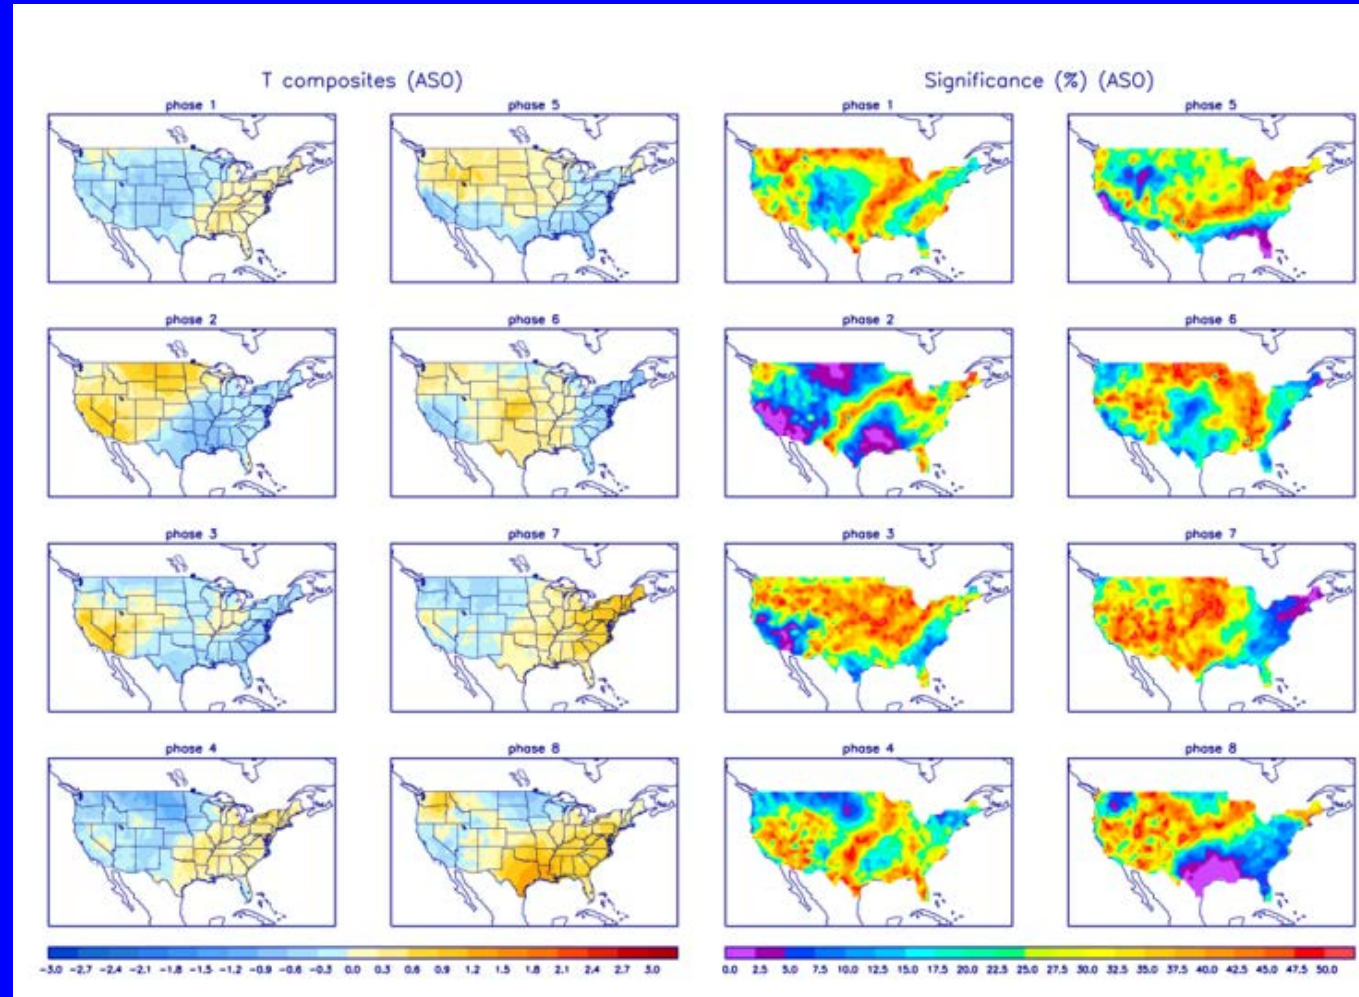 T composites (ASO)
Significance (%) (ASO)
phase 1
phase 5
phase 1
phase 5
phase 2
phase 6
phase 2
phase 6
phase 3
phase 7
phase 3
phase 7
phase 4
phase 8
phase 4
phase 8
-3.0 -2.7 -2.4 -2.1 -1.8 -1.5 -1.2 -0.9 -0.6 -0.3 0.0 0.3 0.6 0.9 1.2 1.5 1.8 2.1 2.4 2.7 3.0
0.0 2.5 5.0 7.5 10.0 12.5 15.0 17.5 20.0 22.5 25.0 27.5 30.0 32.5 35.0 37.5 40.0 42.5 45.0 47.5 50.0